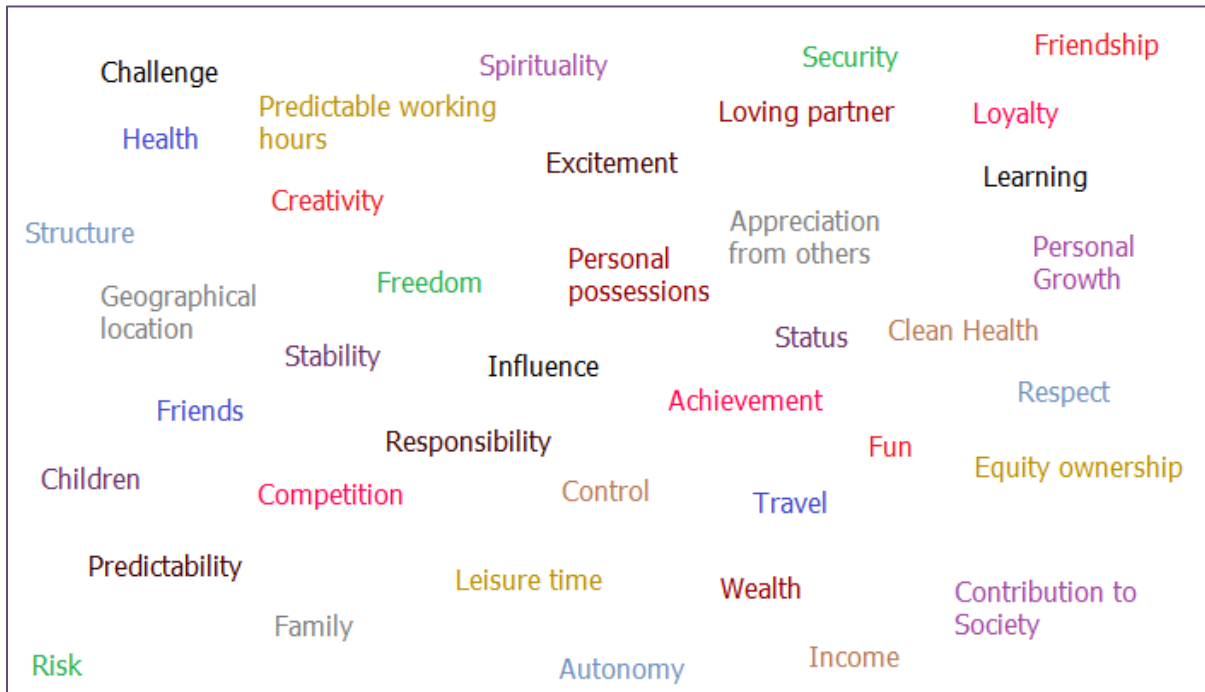 Friendship
Security
Spirituality
Challenge
Predictable working
hours
Loving partner
Loyalty
Health
Excitement
Learning
Creativity
Structure
Appreciation
from others
Personal
Growth
Personal
possessions
Freedom
Geographical
location
Status
Clean Health
Stability
Influence
Respect
Achievement
Friends
Responsibility
Fun
Equity ownership
Children
Competition
Control
Travel
Predictability
Leisure time
Wealth
Contribution to
Society
Family
Risk
Autonomy
Income